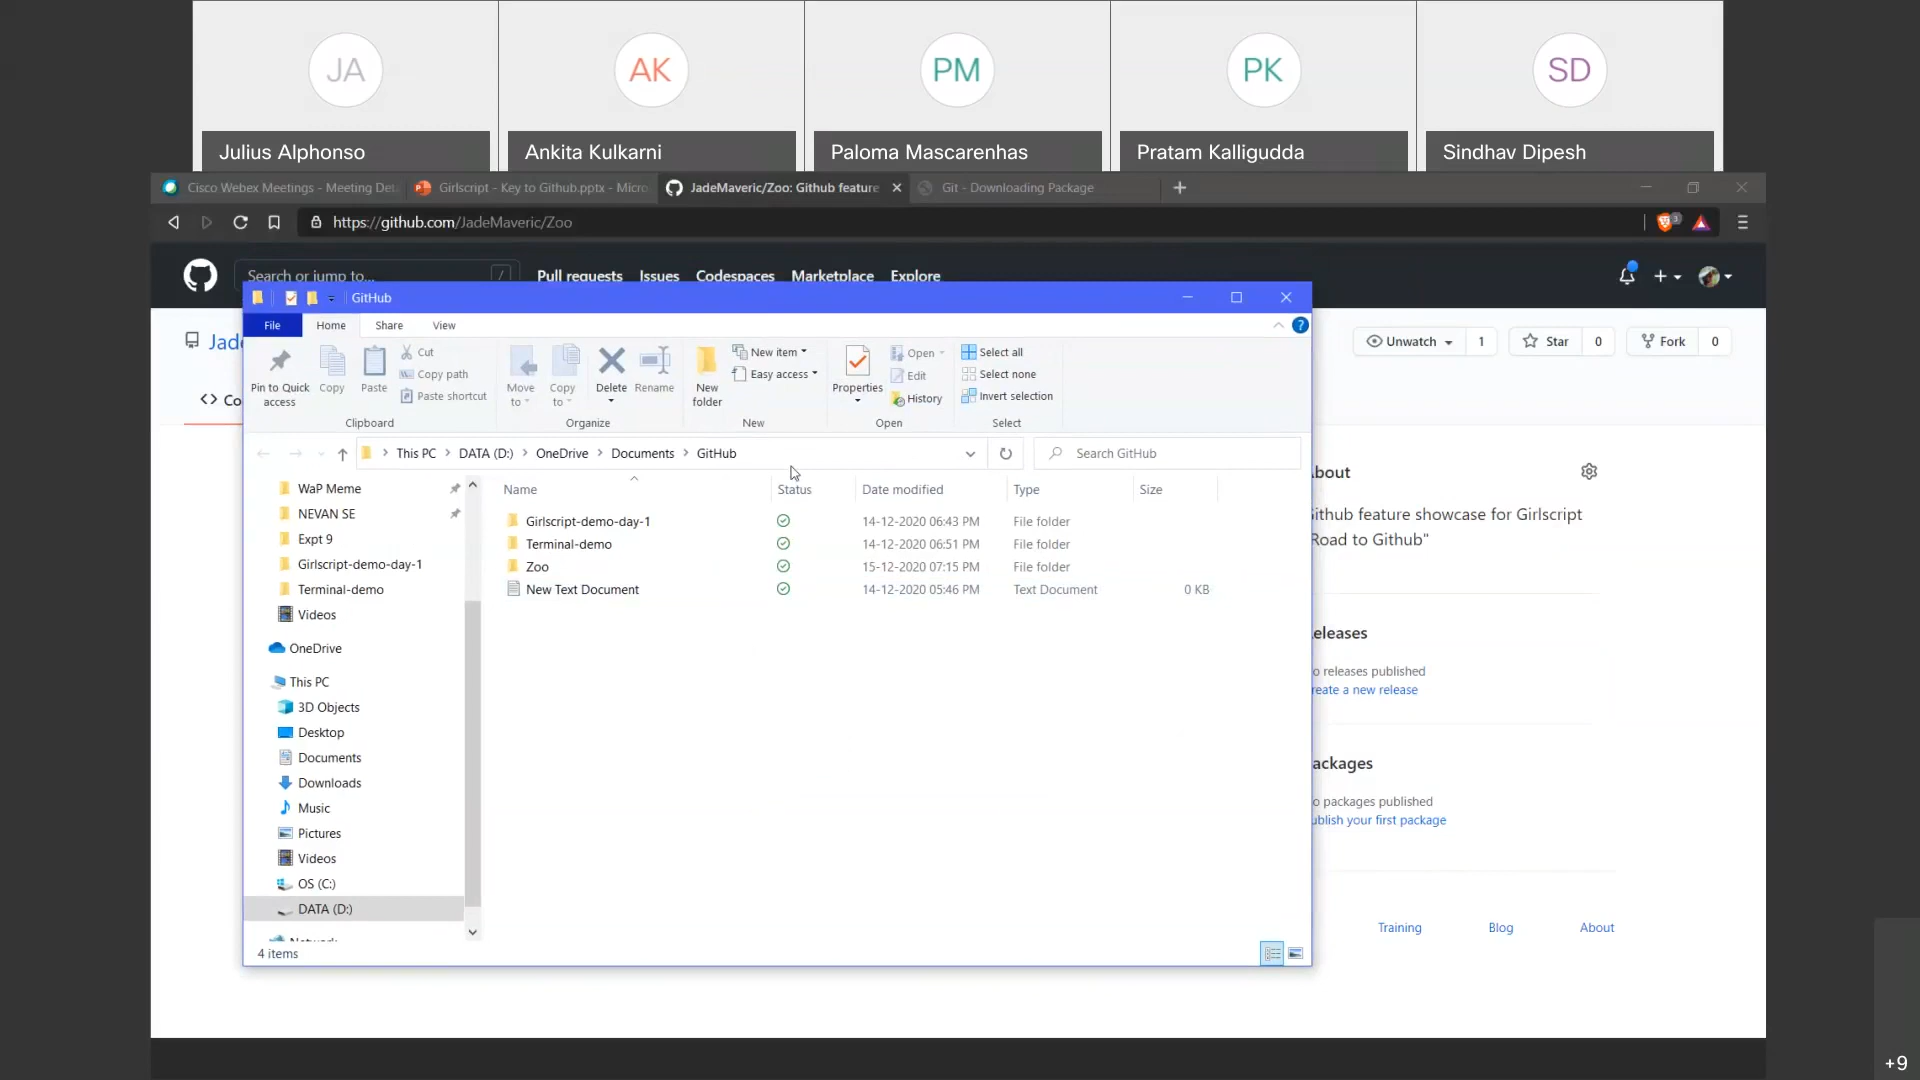 JA
AK
PM
PK
SD
Julius Alphonso
Ankita Kulkarni
Paloma Mascarenhas
Pratam Kalligudda
Sindhav Dipesh
Cisco Webex Meetings - Meeting Det
Girlscript - Key to Github.pptx - Micro
JadeMaveric/Zoo: Github feature
Git - Downloading Package
https://github.com/JadeMaveric/Zoo
3
Search or jump to...
/
Pull requests
Issues
Codespaces
Marketplace
Explore
GitHub
File
Home
Share
View
?
Jade
Unwatch
1
Star
0
Fork
0
<> Co
Pin to Quick access
Copy
Paste
Cut
Copy path
Paste shortcut
Move to
Copy to
Delete
Rename
New folder
New item
Easy access
Properties
Open
Edit
History
Select all
Select none
Invert selection
Clipboard
Organize
New
Open
Select
This PC > DATA (D:) > OneDrive > Documents > GitHub
Search GitHub
WaP Meme
NEVAN SE
Expt 9
Girlscript-demo-day-1
Terminal-demo
Videos
OneDrive
This PC
3D Objects
Desktop
Documents
Downloads
Music
Pictures
Videos
OS (C:)
DATA (D:)
Network
Name Status Date modified Type Size
Girlscript-demo-day-1 14-12-2020 06:43 PM File folder
Terminal-demo 14-12-2020 06:51 PM File folder
Zoo 15-12-2020 07:15 PM File folder
New Text Document 14-12-2020 05:46 PM Text Document 0 KB
4 items
bout
ithub feature showcase for Girlscript
Road to Github"
eleases
o releases published
reate a new release
ackages
o packages published
ublish your first package
Training
Blog
About
+9